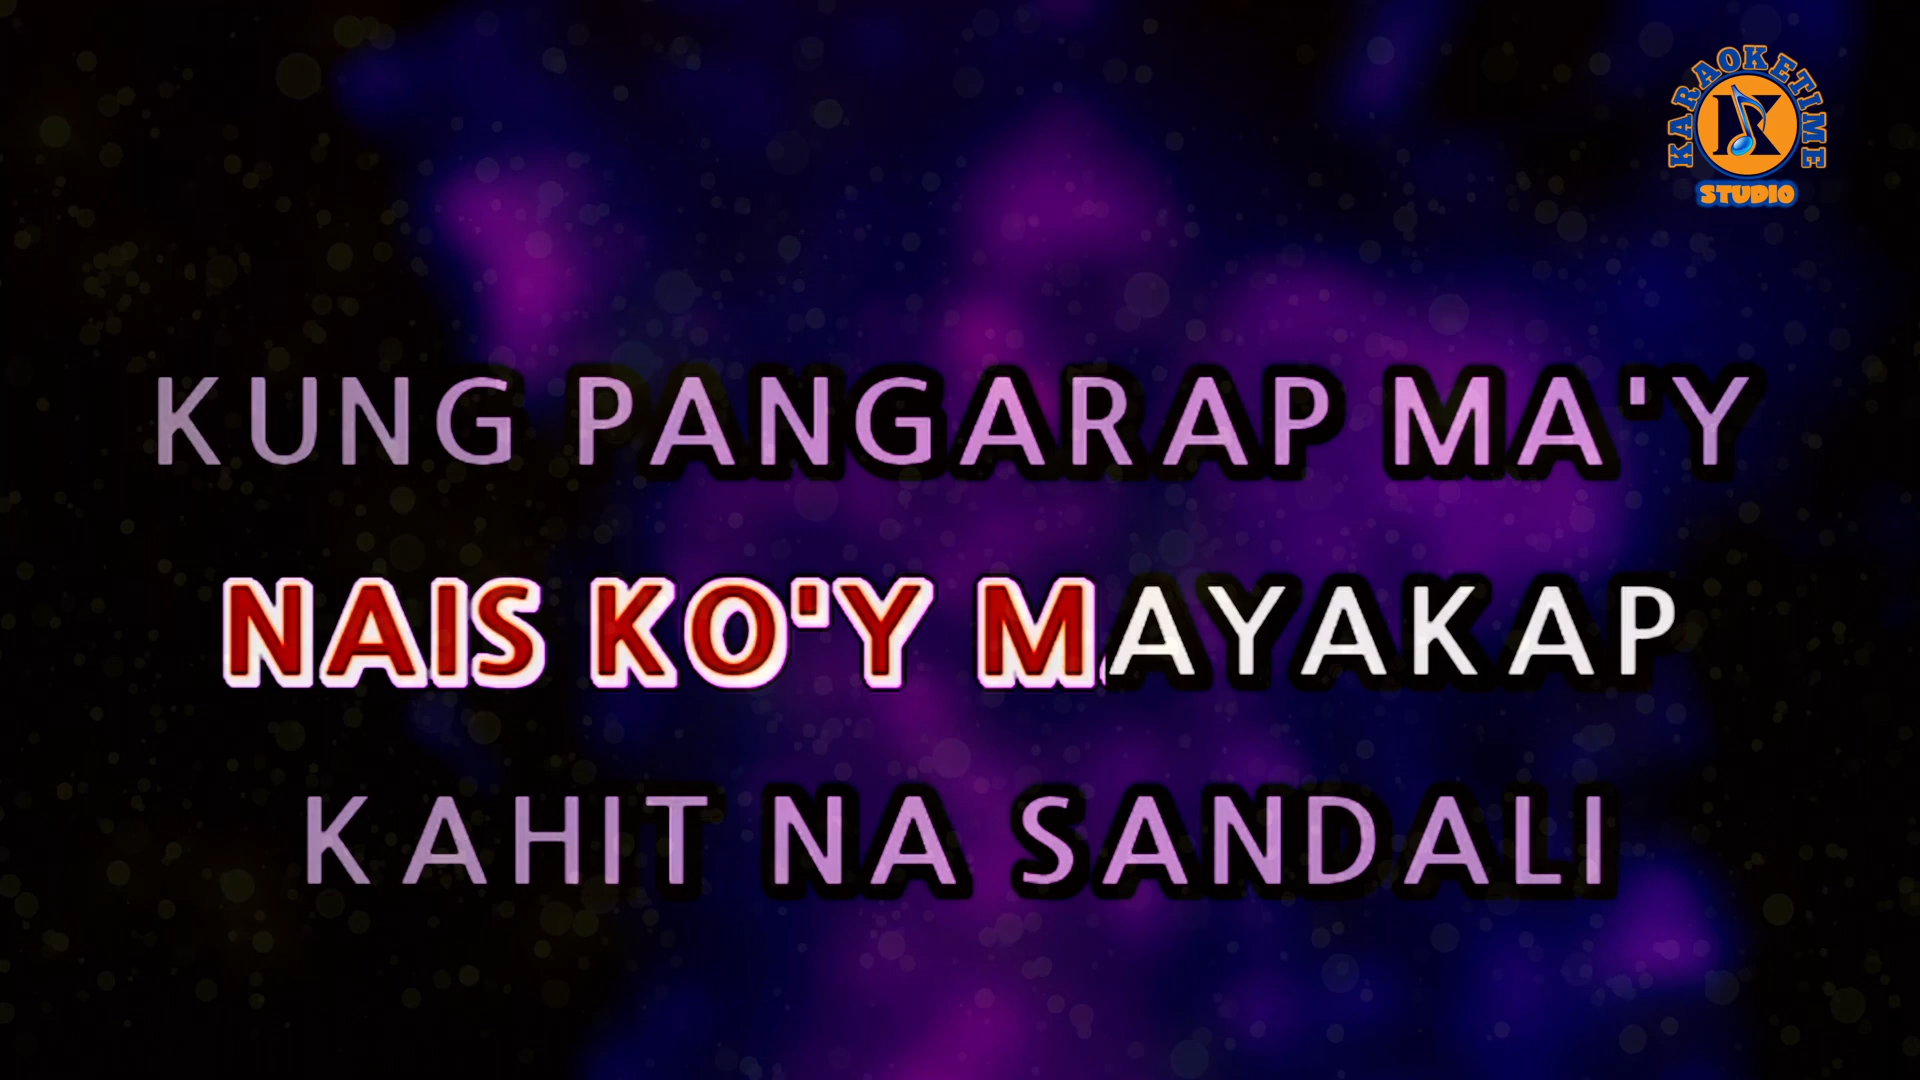 KARAOKETIME
STUDIO
KUNG PANGARAP MA'Y
NAIS KO'Y MAYAKAP
KAHIT NA SANDALI